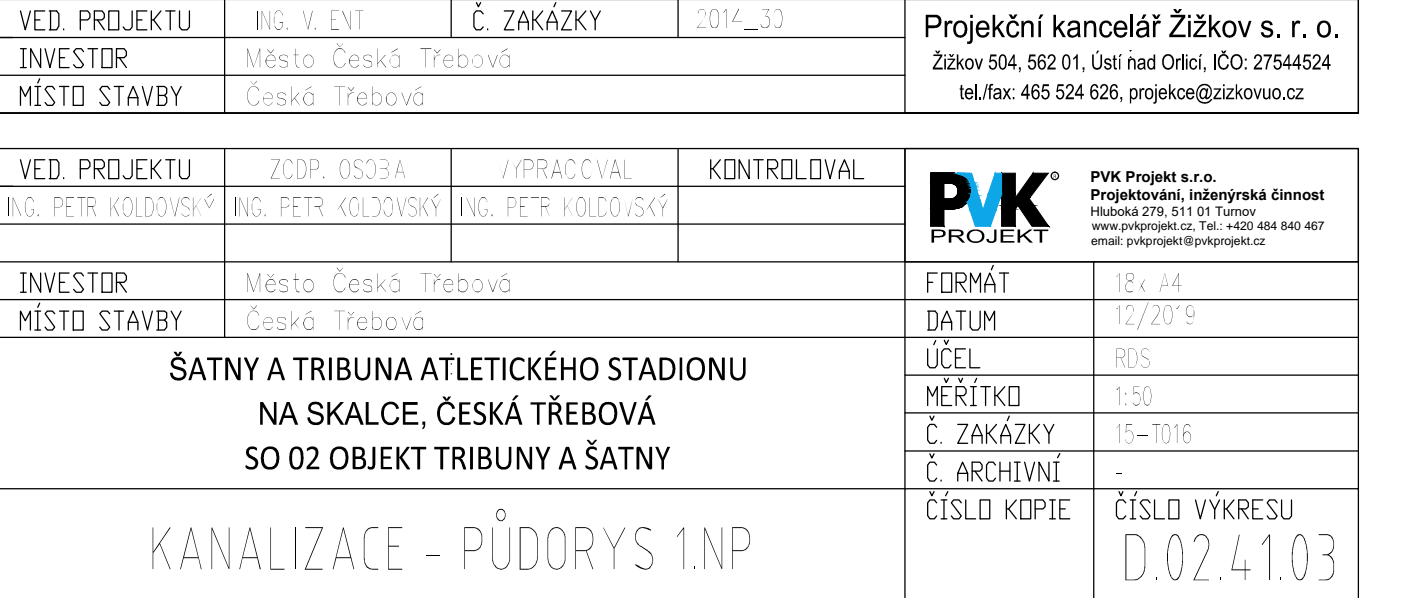 VED. PROJEKTU ING. V. ENT Č. ZAKÁZKY 2014_30
INVESTOR Město Česká Třebová
MÍSTO STAVBY Česká Třebová
Projekční kancelář Žižkov s. r. o.
Žižkov 504, 562 01, Ústí nad Orlicí, IČO: 27544524
tel./fax: 465 524 626, projekce@zizkovuo.cz
VED. PROJEKTU ZODP. OSOBA VYPRACOVAL KONTROLOVAL
ING. PETR KOLDOVSKÝ ING. PETR KOLDOVSKÝ ING. PETR KOLDOVSKÝ
PVK®
PROJEKT
PVK Projekt s.r.o.
Projektování, inženýrská činnost
Hluboká 279, 511 01 Turnov
www.pvkprojekt.cz, Tel.: +420 484 840 467
email: pvkprojekt@pvkprojekt.cz
INVESTOR Město Česká Třebová
MÍSTO STAVBY Česká Třebová
ŠATNY A TRIBUNA ATLETICKÉHO STADIONU
NA SKALCE, ČESKÁ TŘEBOVÁ
SO 02 OBJEKT TRIBUNY A ŠATNY
KANALIZACE - PŮDORYS 1.NP
FORMÁT 18x A4
DATUM 12/2019
ÚČEL RDS
MĚŘÍTKO 1:50
Č. ZAKÁZKY 15-T016
Č. ARCHIVNÍ -
ČÍSLO KOPIE ČÍSLO VÝKRESU
D.02.41.03